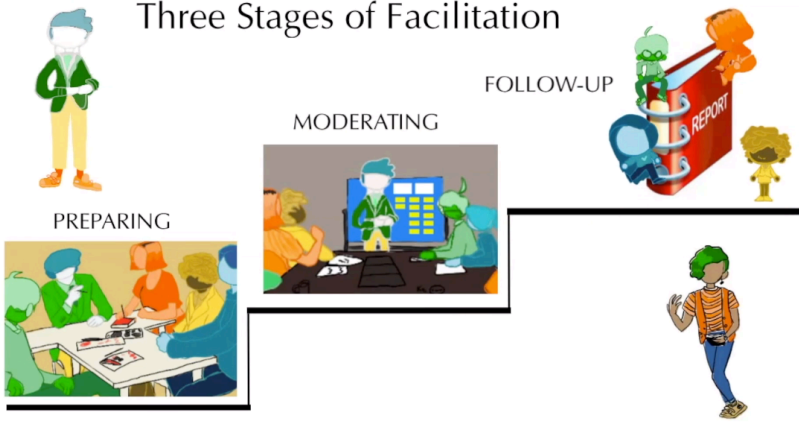 Three Stages of Facilitation
FOLLOW-UP
REPORT
MODERATING
PREPARING